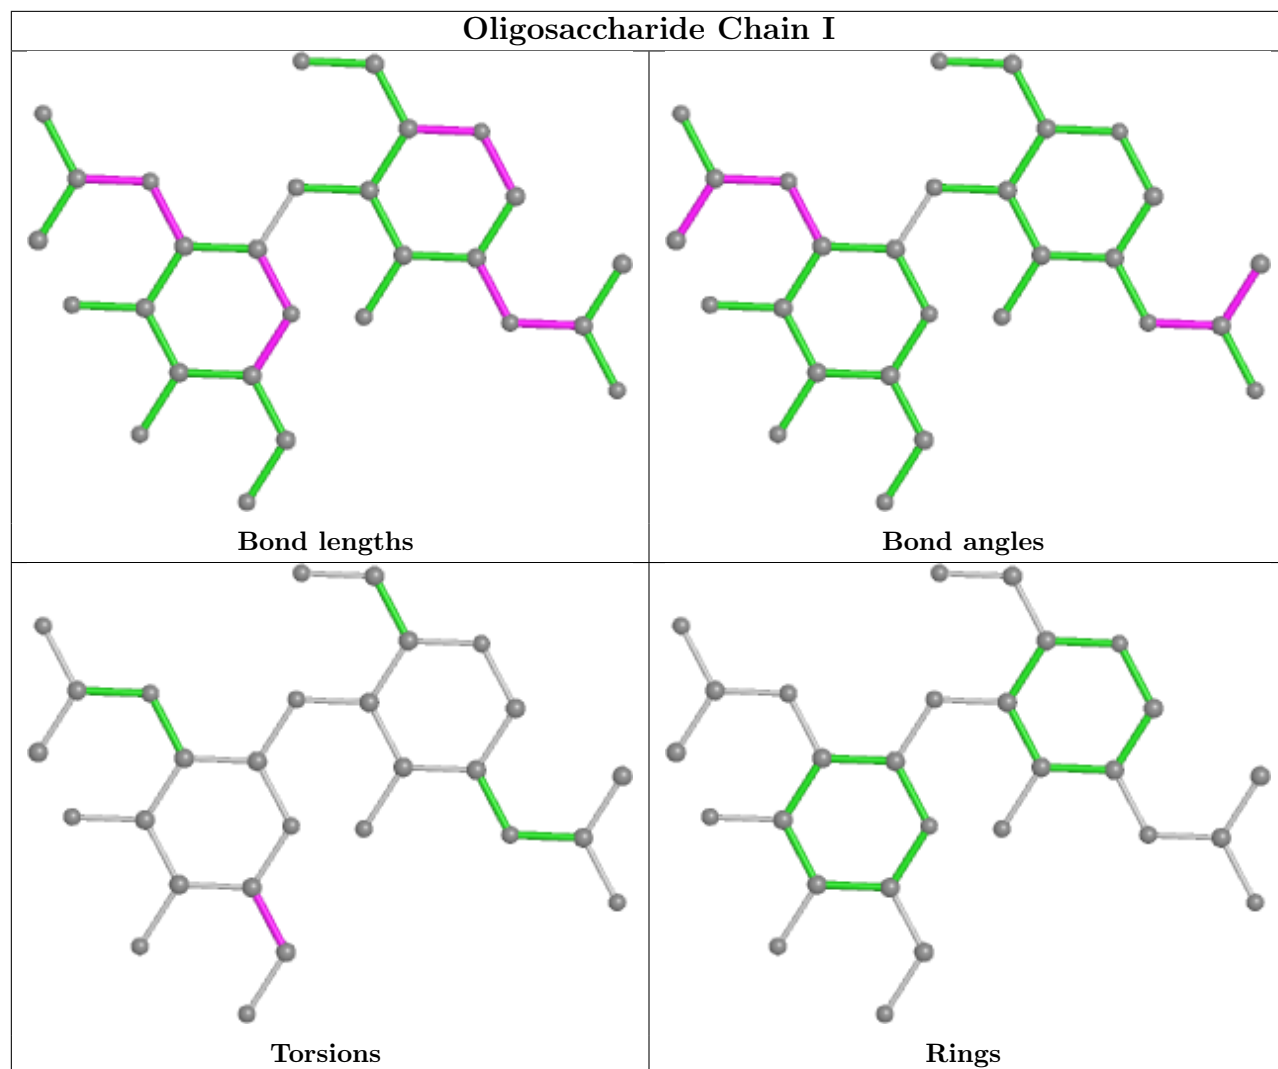 Oligosaccharide Chain I
Bond lengths
Bond angles
Torsions
Rings